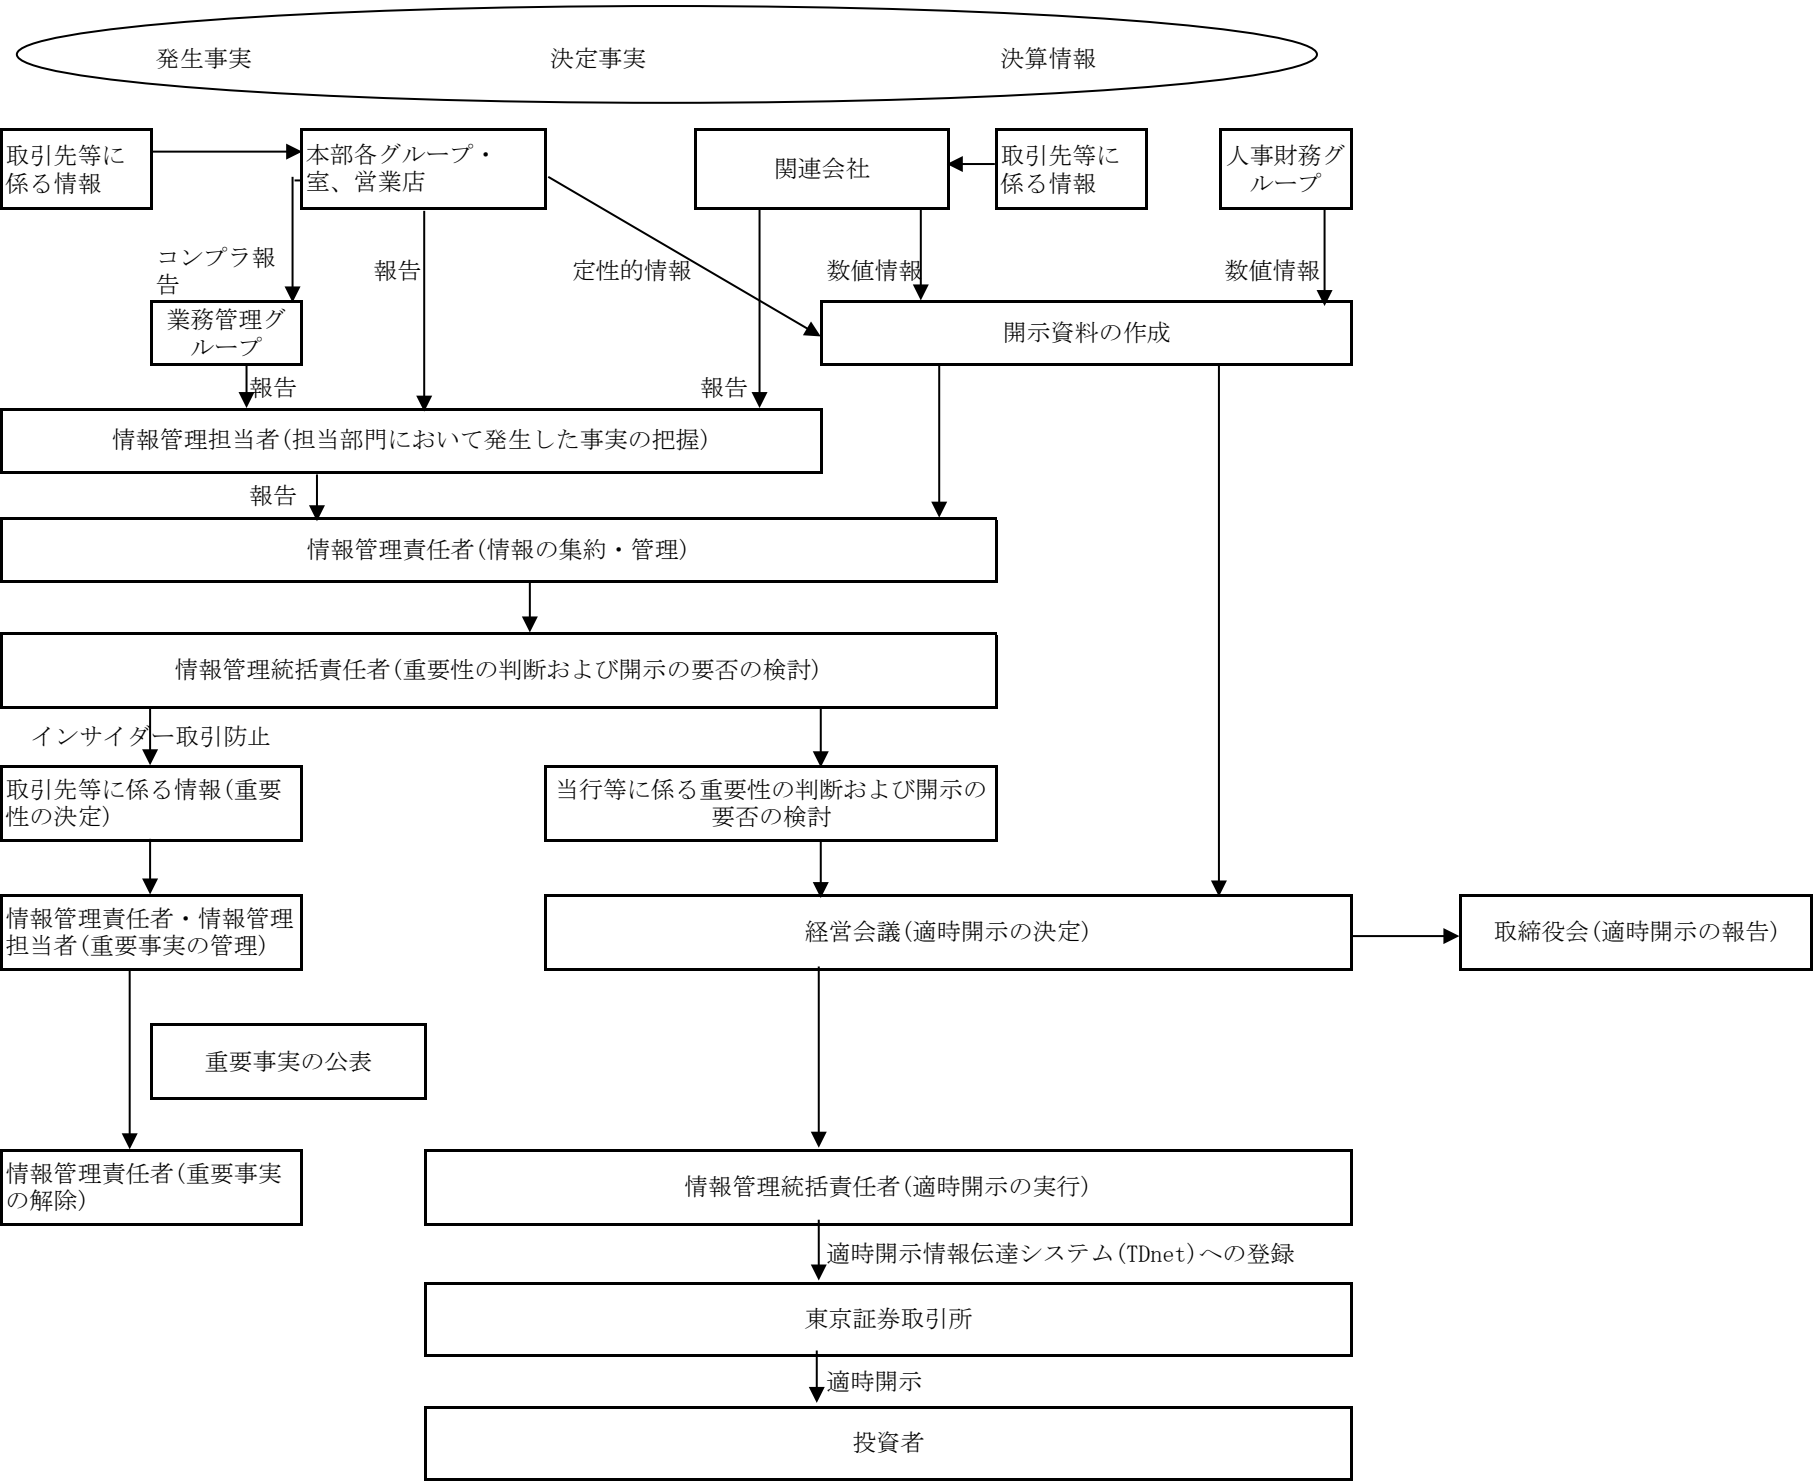 発生事実
決定事実
決算情報
取引先等に
係る情報
本部各グループ・
室、営業店
関連会社
取引先等に
係る情報
人事財務グ
ループ
コンプラ報
告
報告
定性的情報
数値情報
数値情報
業務管理グ
ループ
開示資料の作成
報告
報告
情報管理担当者(担当部門において発生した事実の把握)
報告
情報管理責任者(情報の集約・管理)
情報管理統括責任者(重要性の判断および開示の要否の検討)
インサイダー取引防止
取引先等に係る情報(重要
性の決定)
当行等に係る重要性の判断および開示の
要否の検討
情報管理責任者・情報管理
担当者(重要事実の管理)
経営会議(適時開示の決定)
取締役会(適時開示の報告)
重要事実の公表
情報管理責任者(重要事実
の解除)
情報管理統括責任者(適時開示の実行)
適時開示情報伝達システム(TDnet)への登録
東京証券取引所
適時開示
投資者